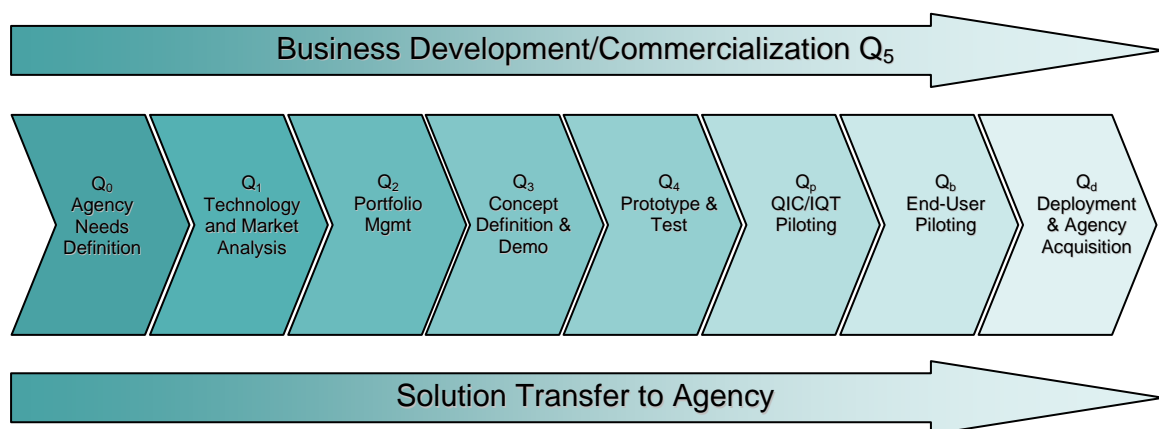 Business Development/Commercialization Q5
Q0
Agency
Needs
Definition
Q1
Technology
and Market
Analysis
Q2
Portfolio
Mgmt
Q3
Concept
Definition &
Demo
Q4
Prototype &
Test
Qp
QIC/IQT
Piloting
Qb
End-User
Piloting
Qd
Deployment
& Agency
Acquisition
Solution Transfer to Agency